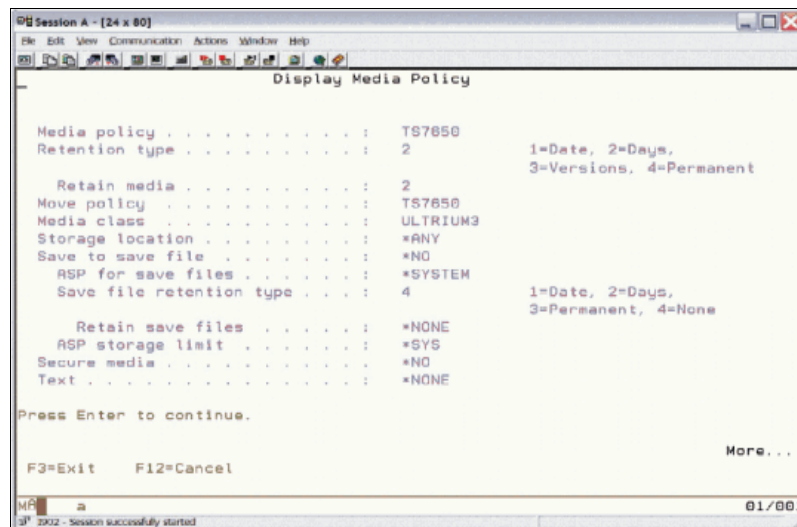 Session A - [24 x 80]
File Edit View Communication Actions Window Help
Display Media Policy
Media policy . . . . . . . . . . : TS7650
Retention type . . . . . . . . . : 2 1=Date, 2=Days,
3=Versions, 4=Permanent
Retain media . . . . . . . . . : 2
Move policy . . . . . . . . . . : TS7650
Media class . . . . . . . . . . : ULTRIUM3
Storage location . . . . . . . . : *ANY
Save to save file . . . . . . . : *NO
ASP for save files . . . . . . : *SYSTEM
Save file retention type . . . : 4 1=Date, 2=Days,
3=Permanent, 4=None
Retain save files . . . . . : *NONE
ASP storage limit . . . . . . : *SYS
Secure media . . . . . . . . . . : *NO
Text . . . . . . . . . . . . . . : *NONE
Press Enter to continue.
More...
F3=Exit F12=Cancel
MA a 01/00
I902 - Session successfully started